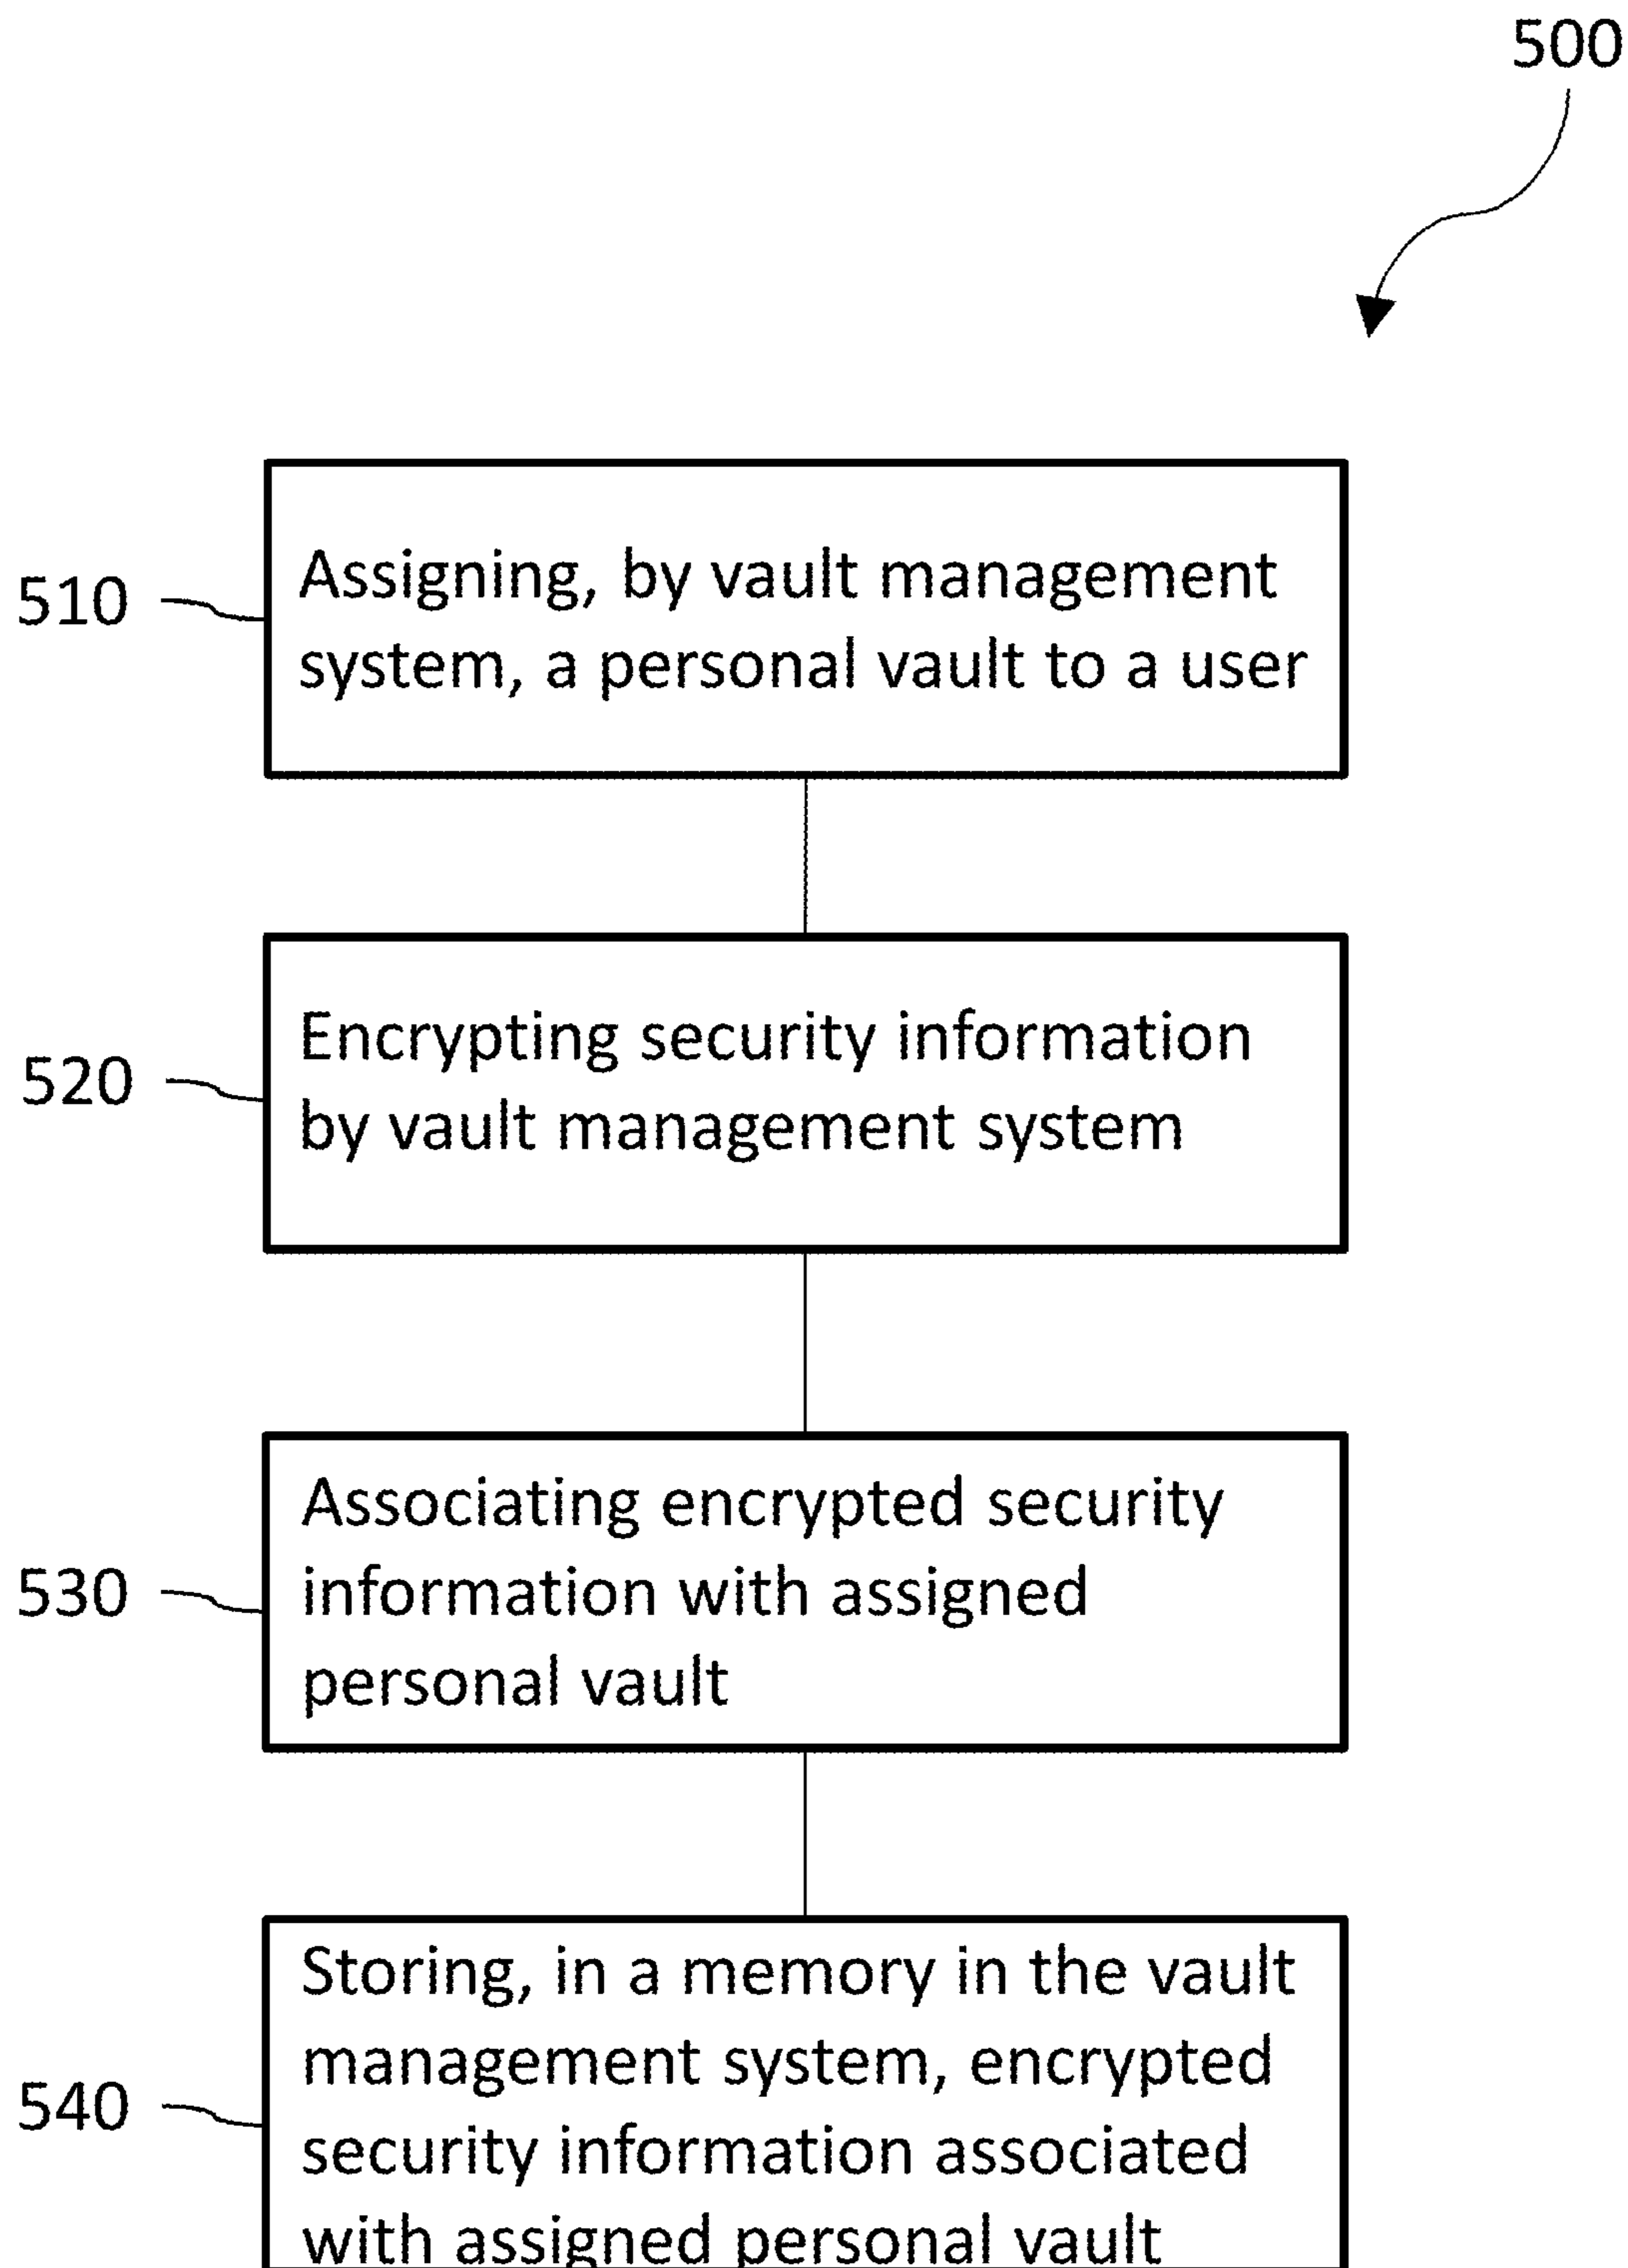 500
510
Assigning, by vault management
system, a personal vault to a user
520
Encrypting security information
by vault management system
530
Associating encrypted security
information with assigned
personal vault
540
Storing, in a memory in the vault
management system, encrypted
security information associated
with assigned personal vault